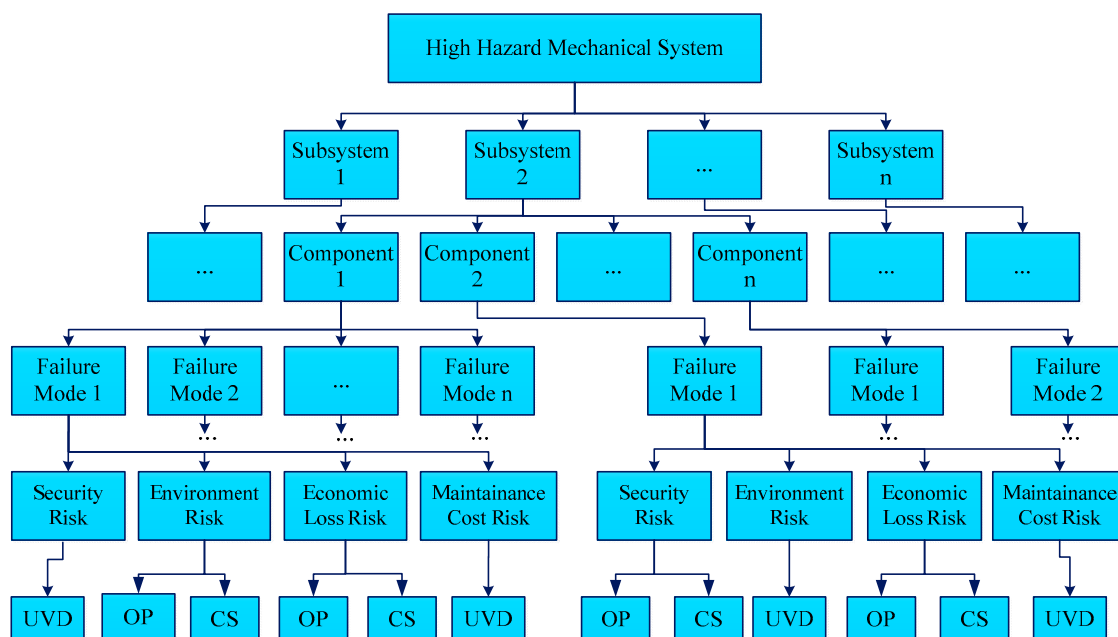 High Hazard Mechanical System
Subsystem
1
Subsystem
2
...
Subsystem
n
...
Component
1
Component
2
...
Component
n
...
...
Failure
Mode 1
Failure
Mode 2
...
Failure
Mode n
Failure
Mode 1
Failure
Mode 1
Failure
Mode 2
...
...
...
...
...
Security
Risk
Environment
Risk
Economic
Loss Risk
Maintainance
Cost Risk
Security
Risk
Environment
Risk
Economic
Loss Risk
Maintainance
Cost Risk
UVD
OP
CS
OP
CS
UVD
OP
CS
UVD
OP
CS
UVD